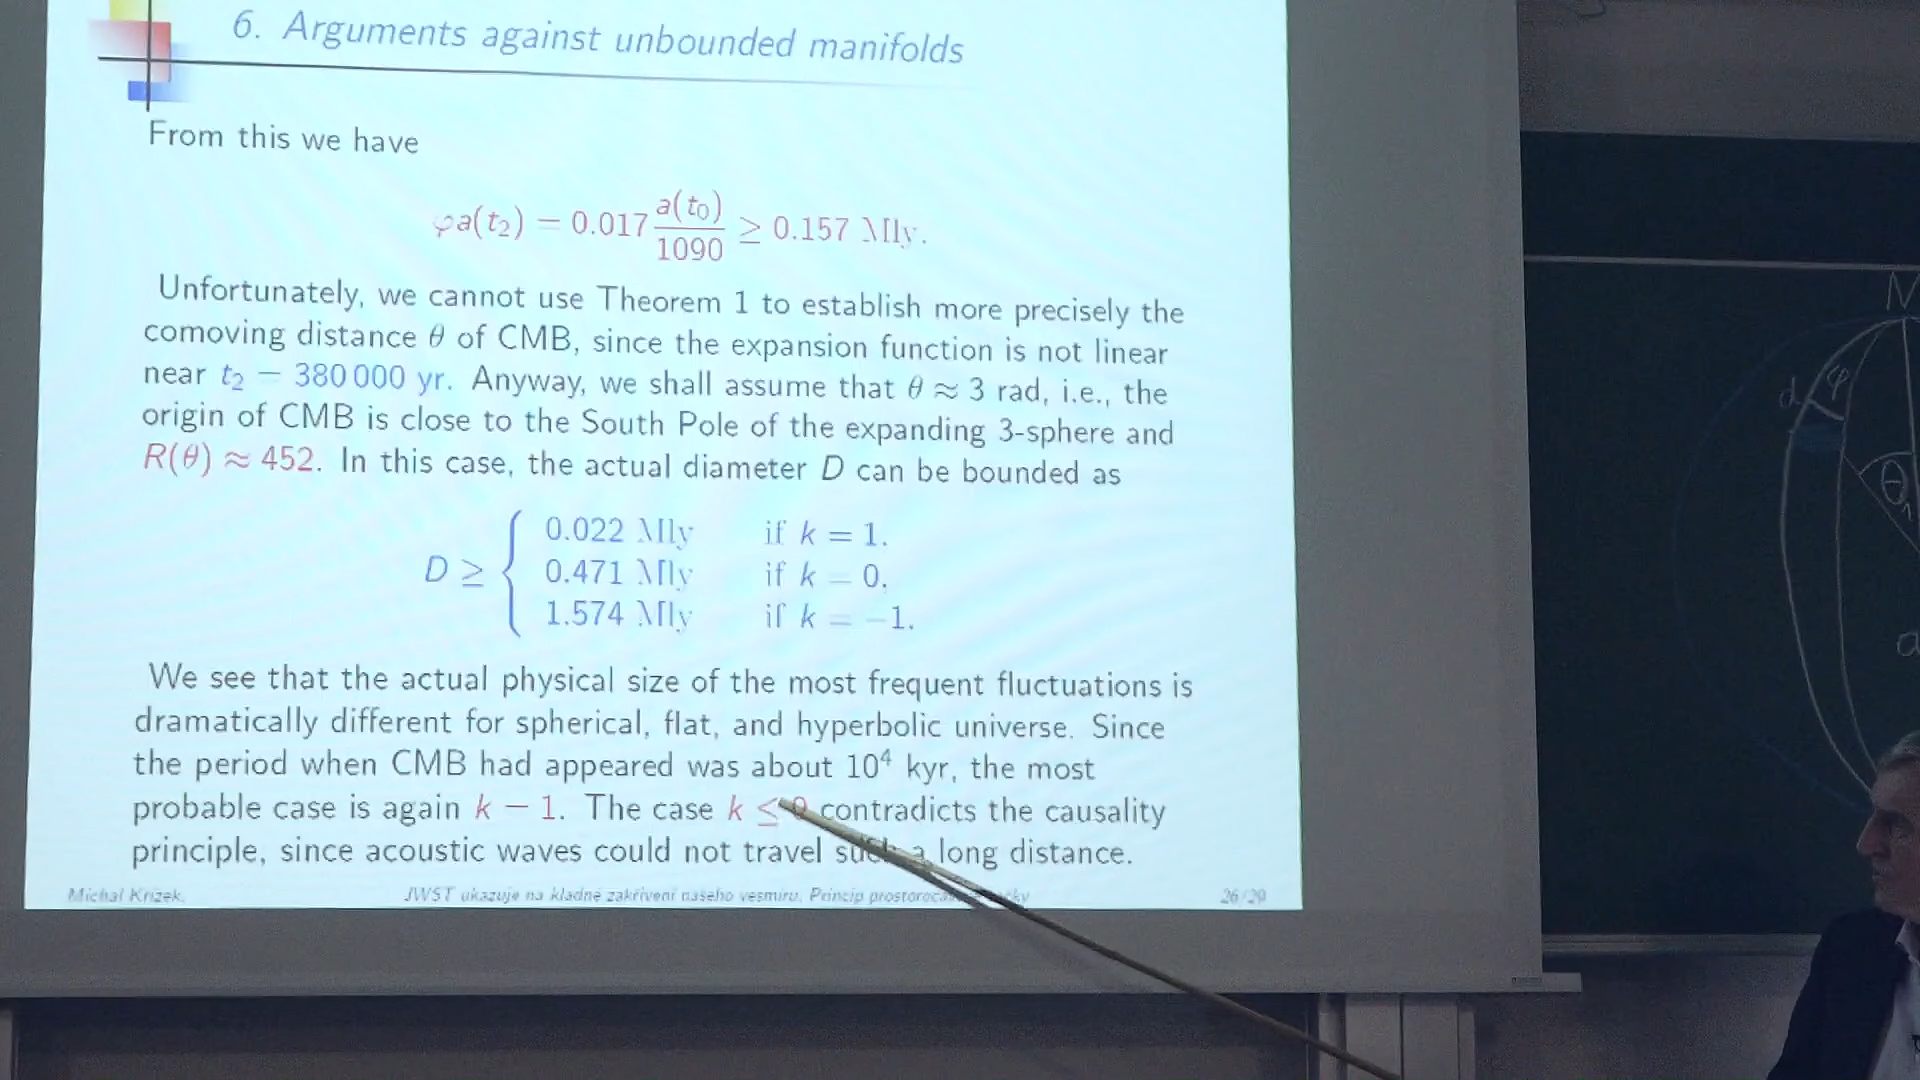 6. Arguments against unbounded manifolds
From this we have
φa(t₂) = 0.017 a(t₀)/1090 ≥ 0.157 Mly.
Unfortunately, we cannot use Theorem 1 to establish more precisely the
comoving distance θ of CMB, since the expansion function is not linear
near t₂ = 380 000 yr. Anyway, we shall assume that θ ≈ 3 rad, i.e., the
origin of CMB is close to the South Pole of the expanding 3-sphere and
R(θ) ≈ 452. In this case, the actual diameter D can be bounded as
D ≥ { 0.022 Mly if k = 1,
0.471 Mly if k = 0,
1.574 Mly if k = −1.
We see that the actual physical size of the most frequent fluctuations is
dramatically different for spherical, flat, and hyperbolic universe. Since
the period when CMB had appeared was about 10⁴ kyr, the most
probable case is again k = 1. The case k ≤ 0 contradicts the causality
principle, since acoustic waves could not travel such a long distance.
Michal Křížek, JWST ukazuje na kladné zakřivení našeho vesmíru, Princip 26/29
N
d φ
θ₁
a